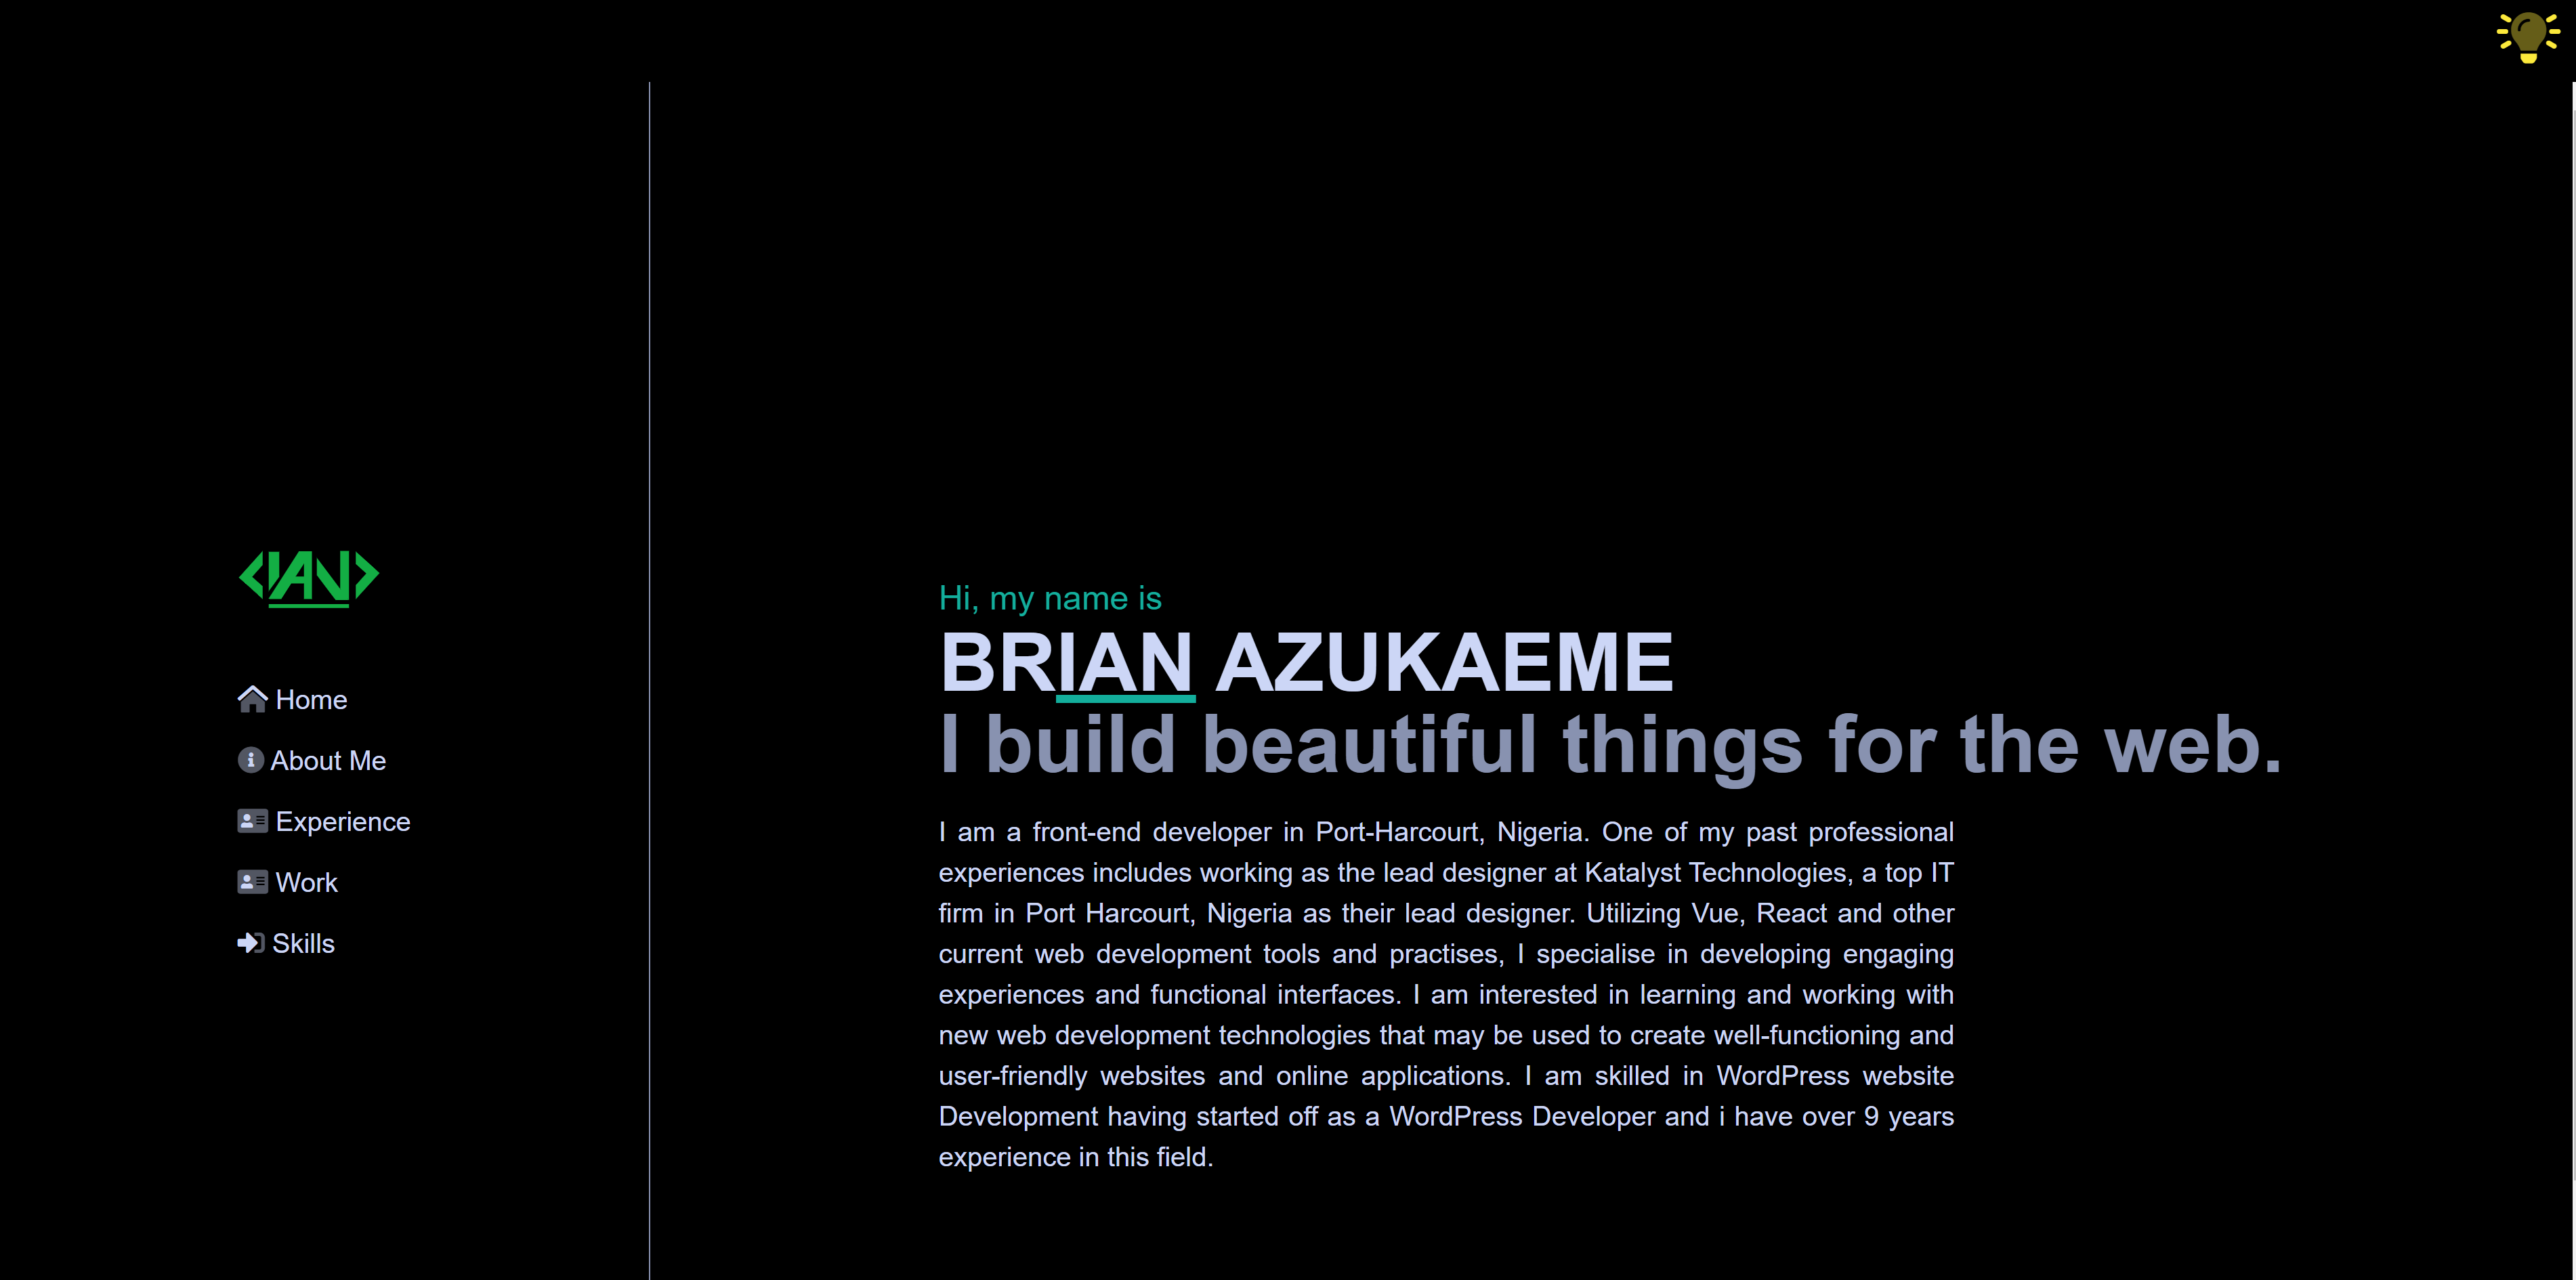 <IAN>
Home
About Me
Experience
Work
Skills
Hi, my name is
BRIAN AZUKAEME
I build beautiful things for the web.
I am a front-end developer in Port-Harcourt, Nigeria. One of my past professional
experiences includes working as the lead designer at Katalyst Technologies, a top IT
firm in Port Harcourt, Nigeria as their lead designer. Utilizing Vue, React and other
current web development tools and practises, I specialise in developing engaging
experiences and functional interfaces. I am interested in learning and working with
new web development technologies that may be used to create well-functioning and
user-friendly websites and online applications. I am skilled in WordPress website
Development having started off as a WordPress Developer and i have over 9 years
experience in this field.